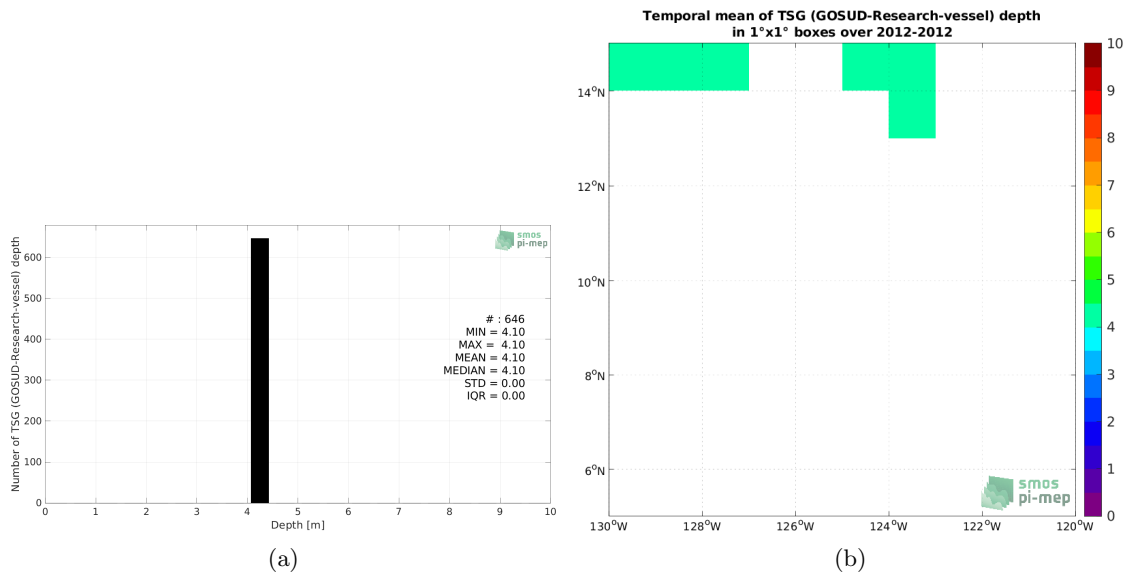 Number of TSG (GOSUD-Research-vessel) depth
600
500
400
300
200
100
0
smos
pi-mep
# : 646
MIN = 4.10
MAX = 4.10
MEAN = 4.10
MEDIAN = 4.10
STD = 0.00
IQR = 0.00
0 1 2 3 4 5 6 7 8 9 10
Depth [m]
(a)
Temporal mean of TSG (GOSUD-Research-vessel) depth
in 1°x1° boxes over 2012-2012
14°N
12°N
10°N
8°N
6°N
130°W 128°W 126°W 124°W 122°W 120°W
smos
pi-mep
10
9
8
7
6
5
4
3
2
1
0
(b)